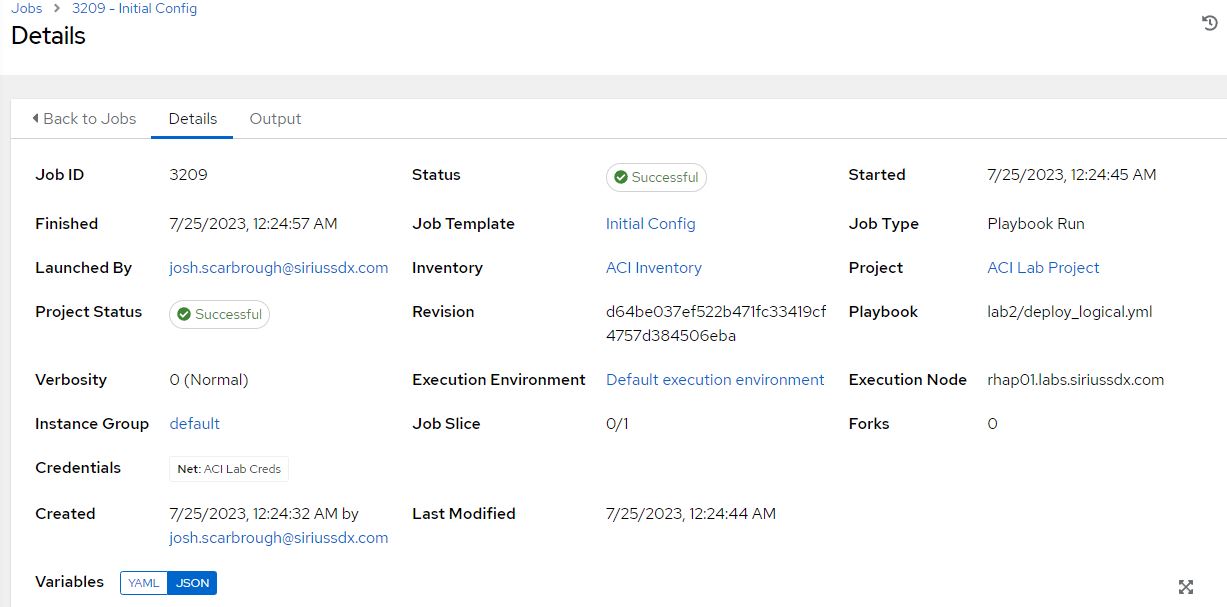 Jobs > 3209 - Initial Config
Details
Back to Jobs Details Output
Job ID 3209 Status Successful Started 7/25/2023, 12:24:45 AM
Finished 7/25/2023, 12:24:57 AM Job Template Initial Config Job Type Playbook Run
Launched By josh.scarbrough@siriussdx.com Inventory ACI Inventory Project ACI Lab Project
Project Status Successful Revision d64be037ef522b471fc33419cf Playbook lab2/deploy_logical.yml
4757d384506eba
Verbosity 0 (Normal) Execution Environment Default execution environment Execution Node rhap01.labs.siriussdx.com
Instance Group default Job Slice 0/1 Forks 0
Credentials Net: ACI Lab Creds
Created 7/25/2023, 12:24:32 AM by Last Modified 7/25/2023, 12:24:44 AM
josh.scarbrough@siriussdx.com
Variables YAML JSON